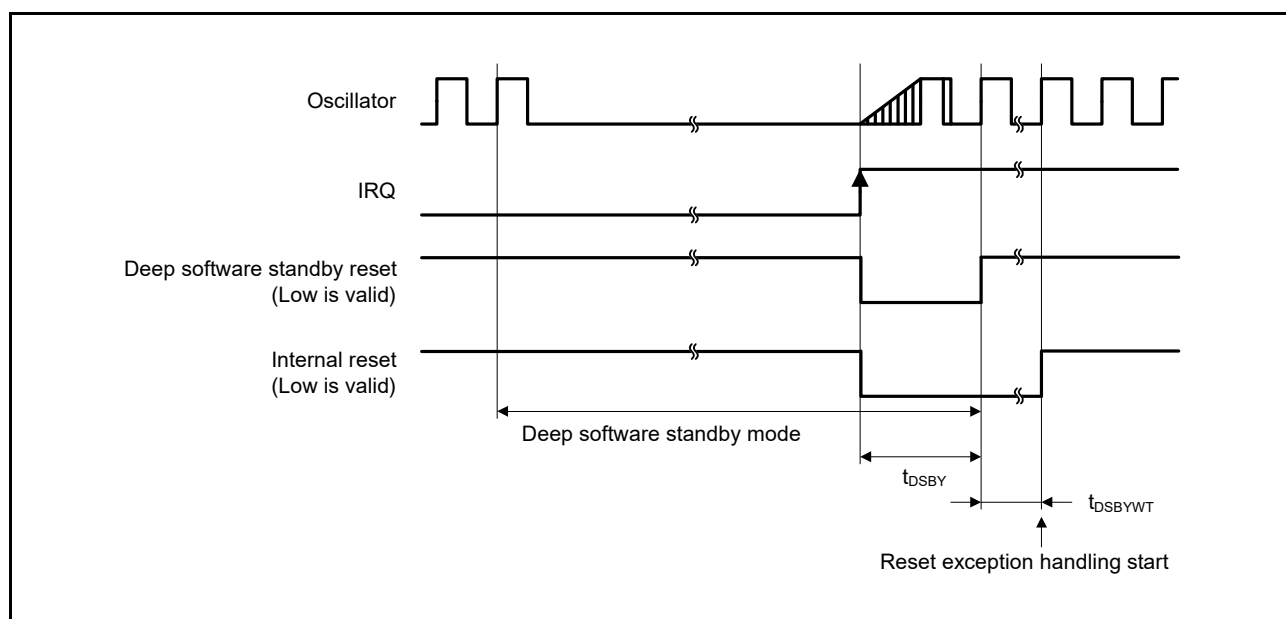 Oscillator
IRQ
Deep software standby reset
(Low is valid)
Internal reset
(Low is valid)
Deep software standby mode
tDSBY
tDSBYWT
Reset exception handling start